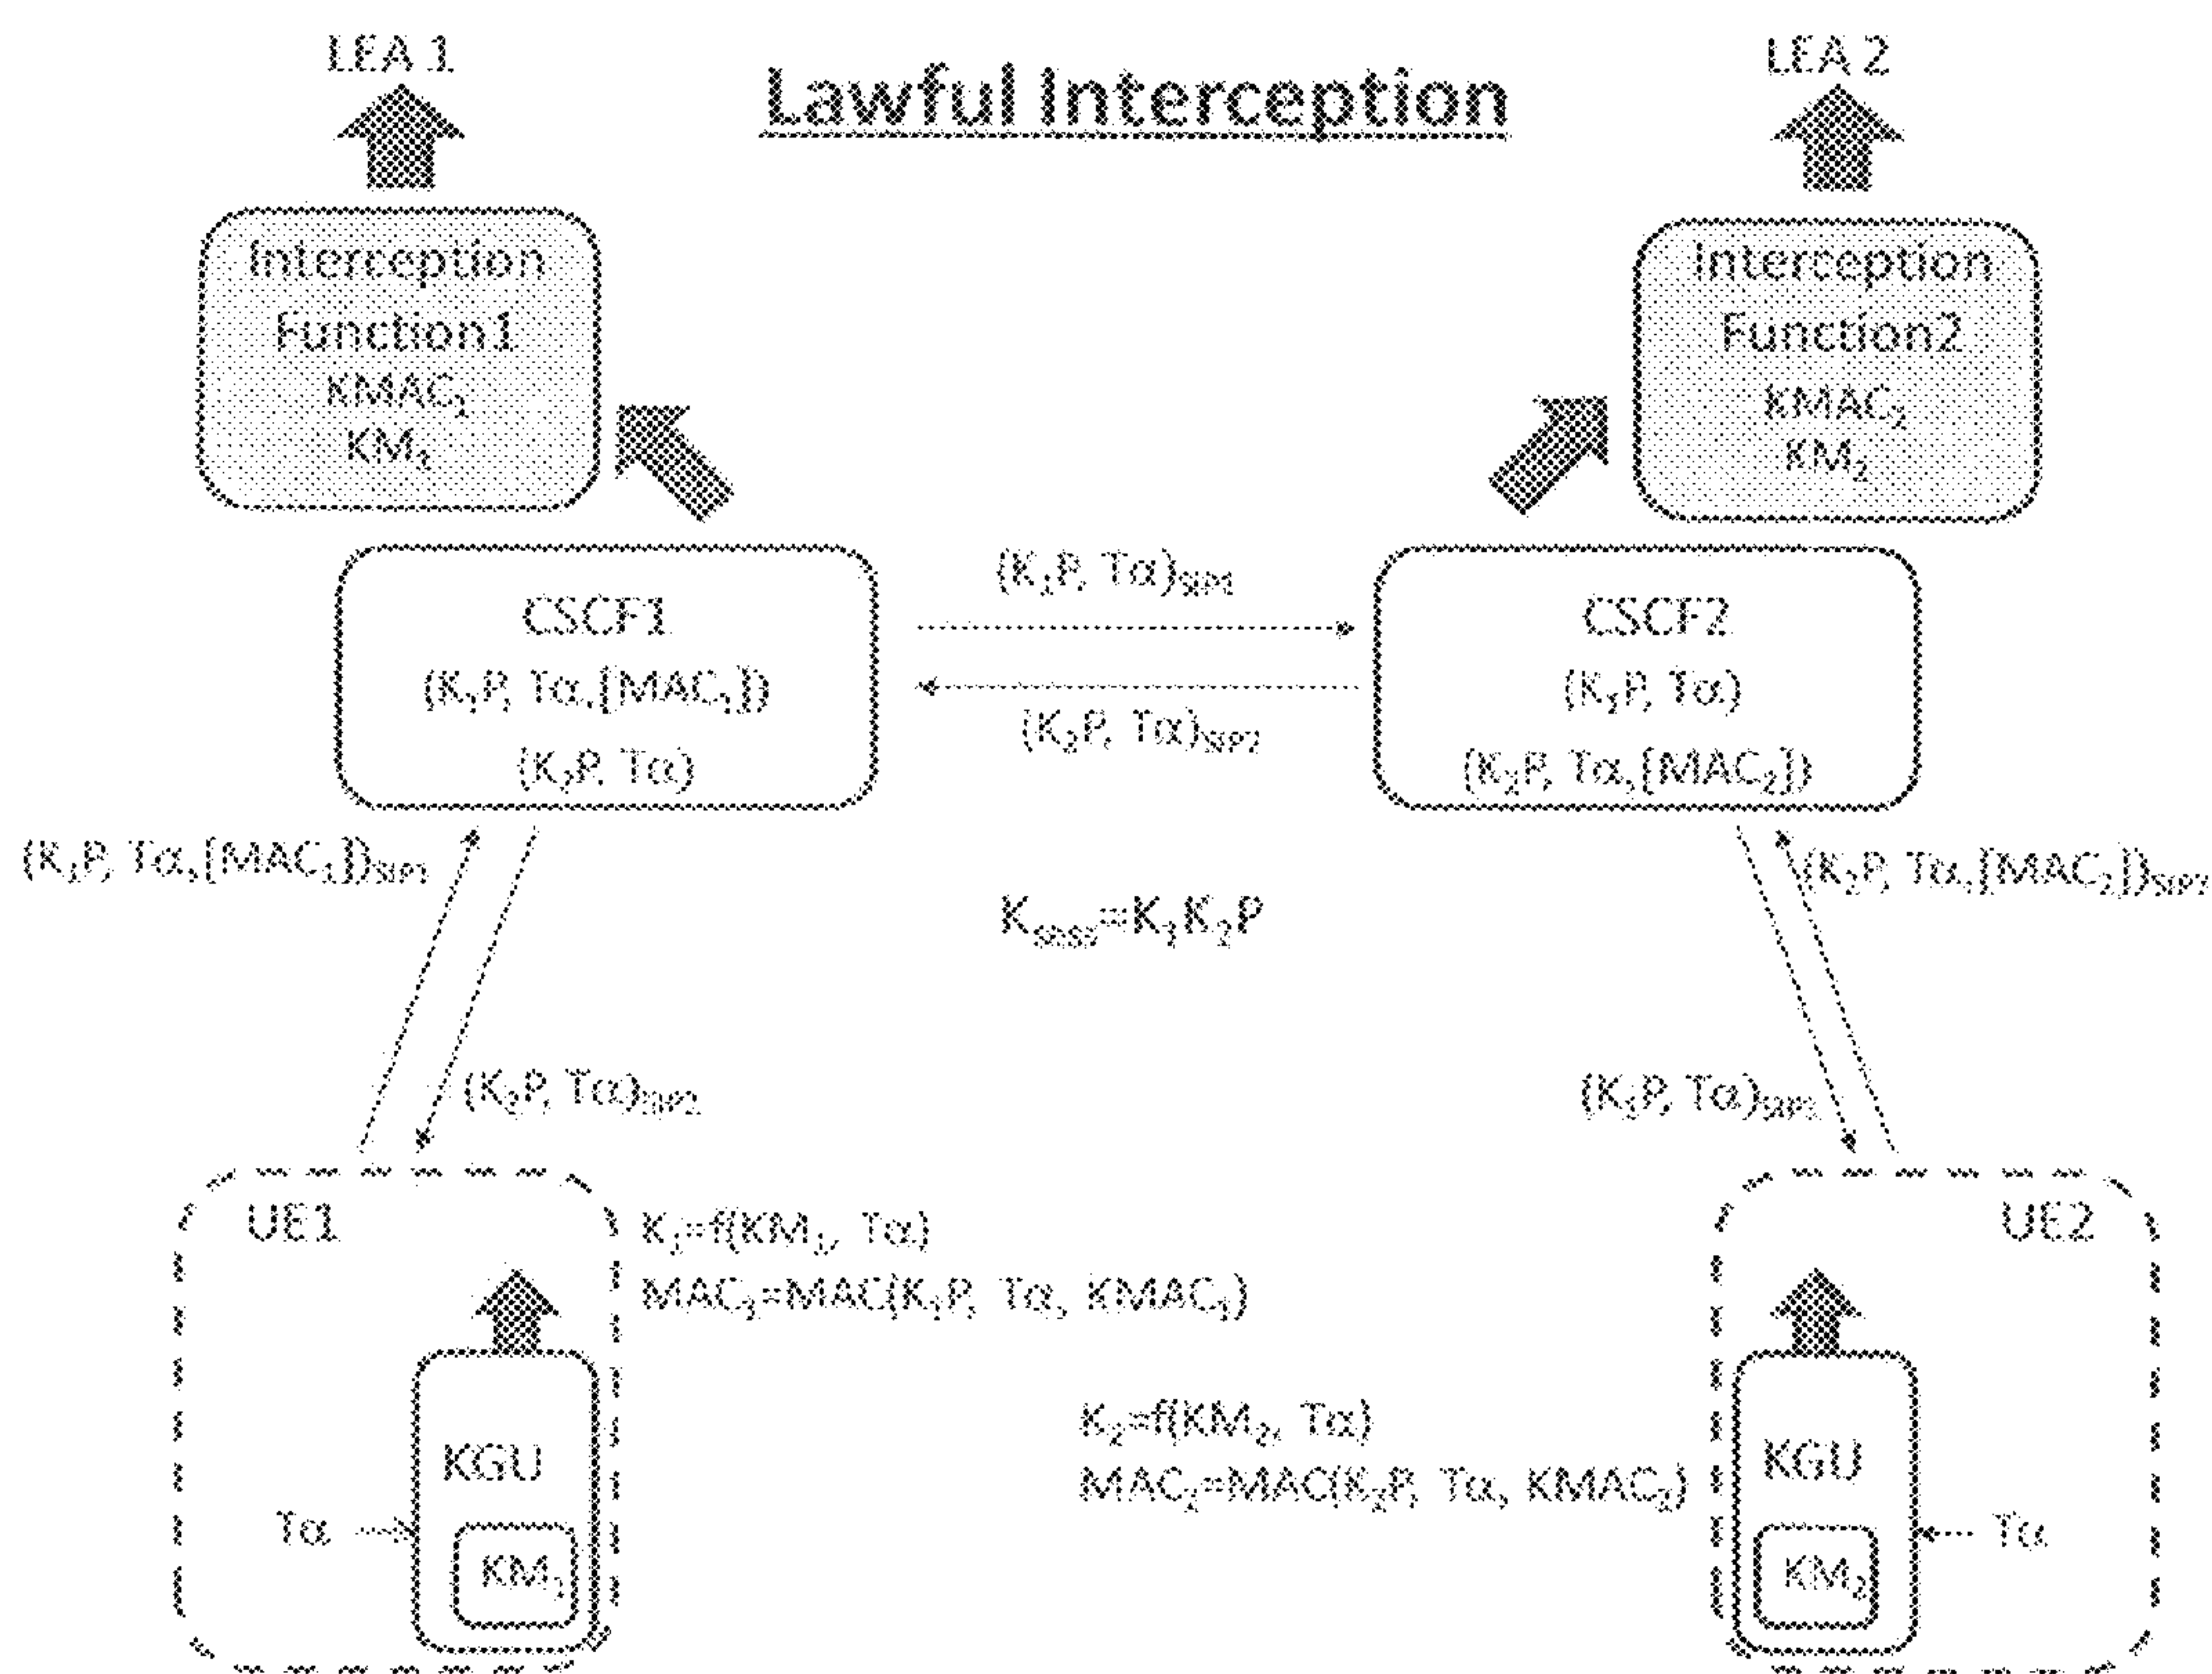 LEA 1
Lawful Interception
LEA 2
Interception
Function1
KMAC₁
KM₁
Interception
Function2
KMAC₂
KM₂
(K₁P, Tα)SIP1
CSCF1
(K₁P, Tα,[MAC₁])
(K₂P, Tα)
CSCF2
(K₁P, Tα)
(K₂P, Tα,[MAC₂])
(K₂P, Tα)SIP2
(K₁P, Tα,[MAC₁])SIP1
(K₂P, Tα,[MAC₂])SIP2
K =K₁K₂P
(K₂P, Tα)SIP2
(K₁P, Tα)SIP1
UE1
K₁=f(KM₁, Tα)
MAC₁=MAC(K₁P, Tα, KMAC₁)
UE2
KGU
Tα
KM₁
K₂=f(KM₂, Tα)
MAC₂=MAC(K₂P, Tα, KMAC₂)
KGU
Tα
KM₂